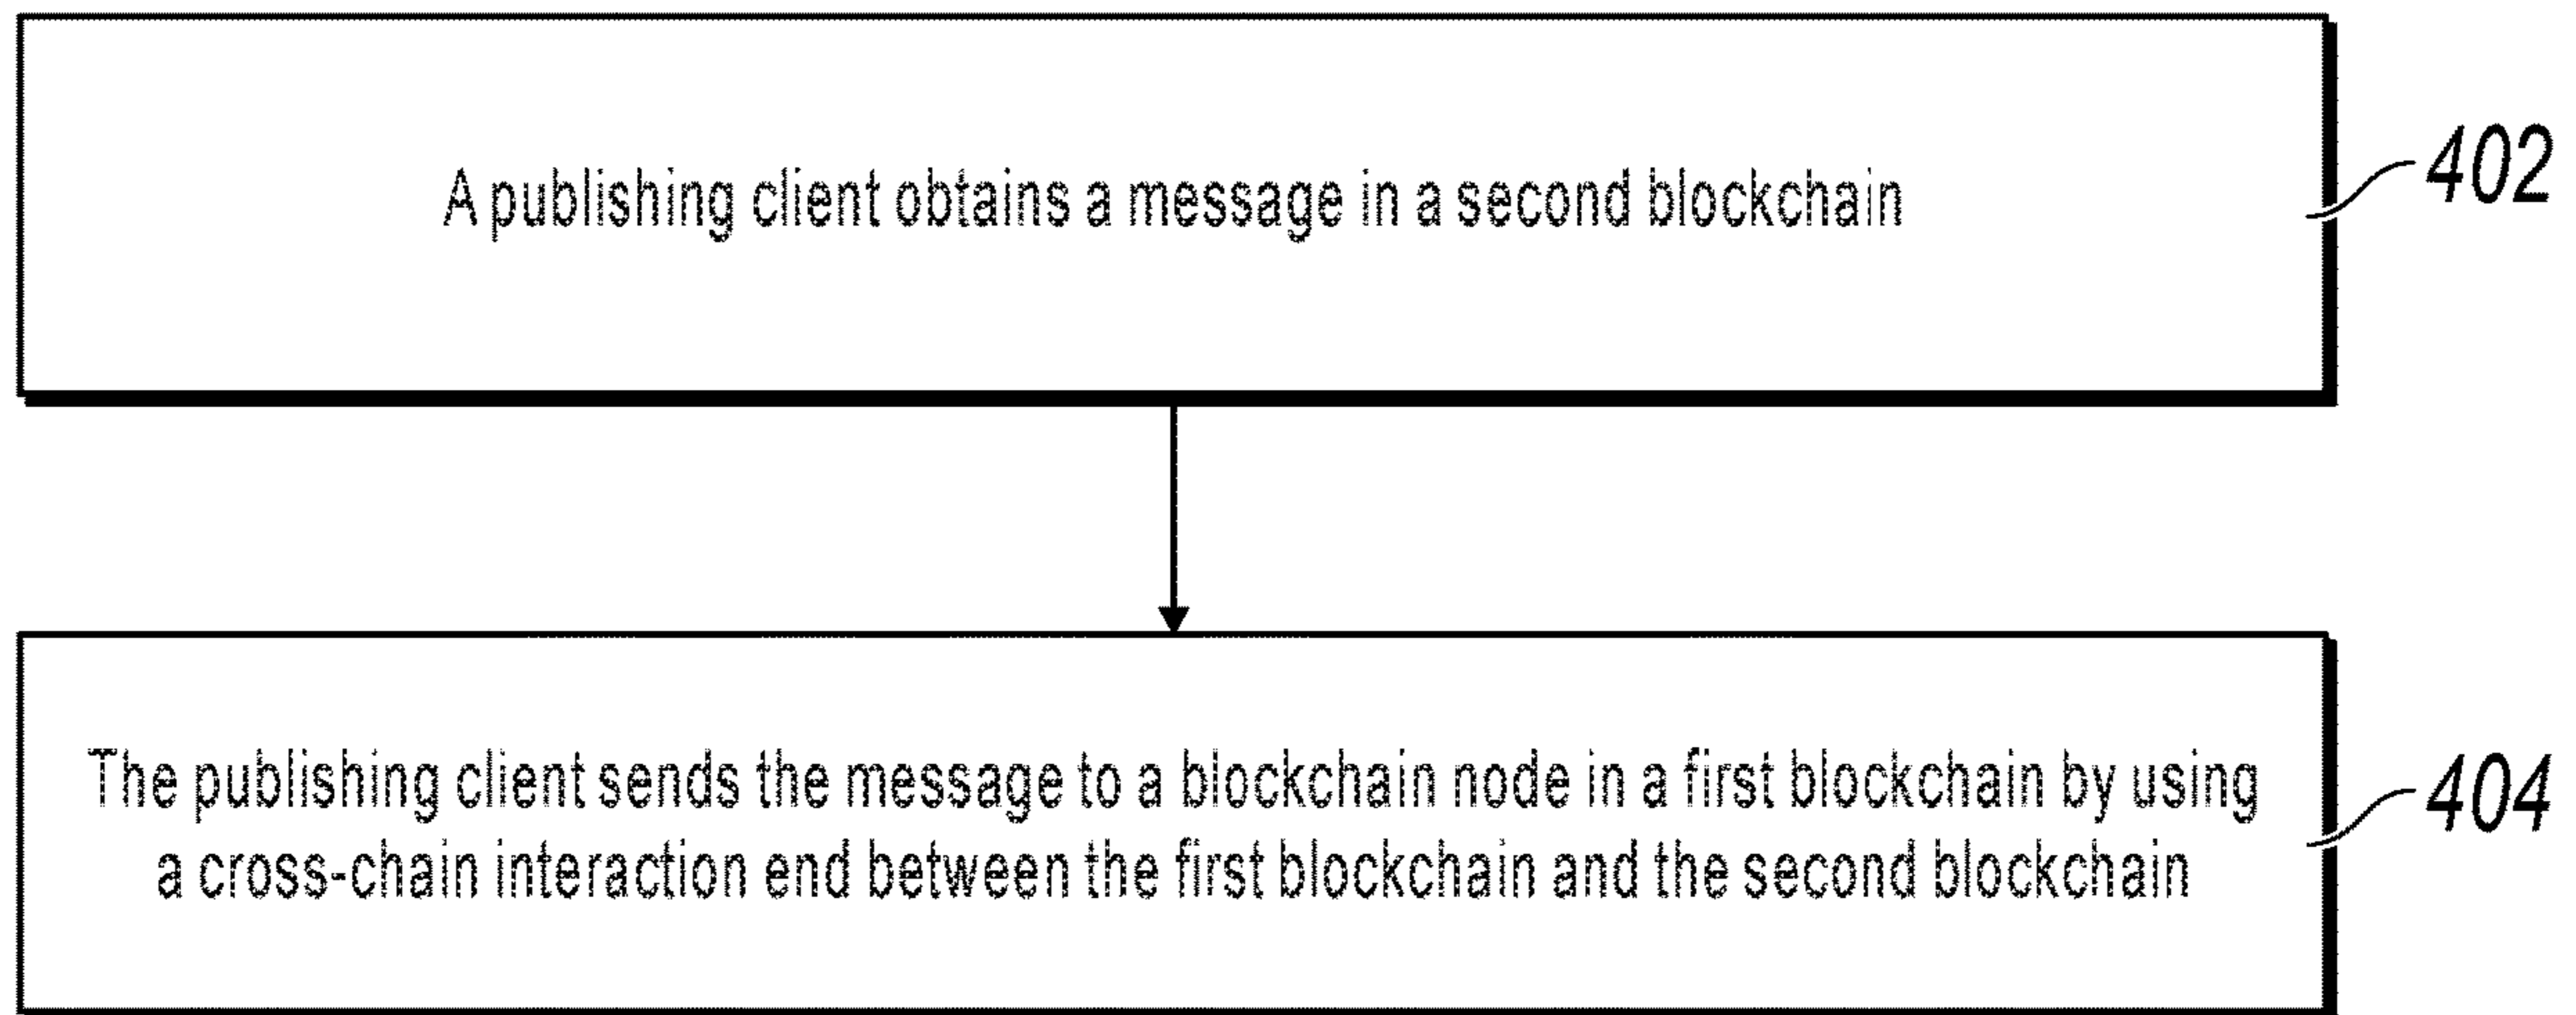 A publishing client obtains a message in a second blockchain
402
The publishing client sends the message to a blockchain node in a first blockchain by using
a cross-chain interaction end between the first blockchain and the second blockchain
404